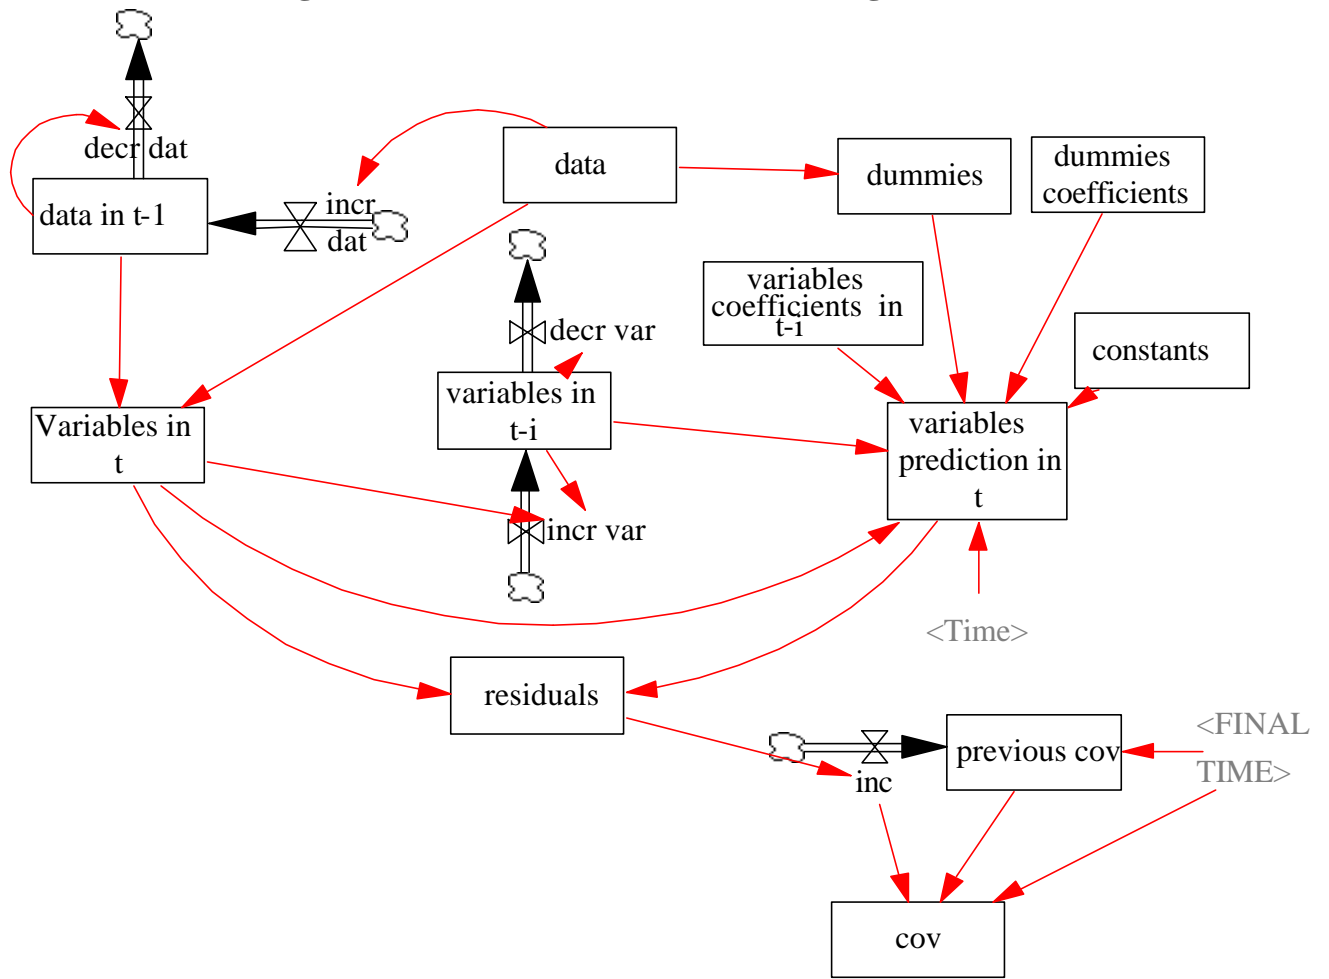 decr dat
data
dummies
dummies
coefficients
data in t-1
incr
dat
variables
coefficients in
t-i
decr var
constants
variables in
t-i
Variables in
t
variables
prediction in
t
incr var
<Time>
residuals
<FINAL
TIME>
previous cov
inc
cov